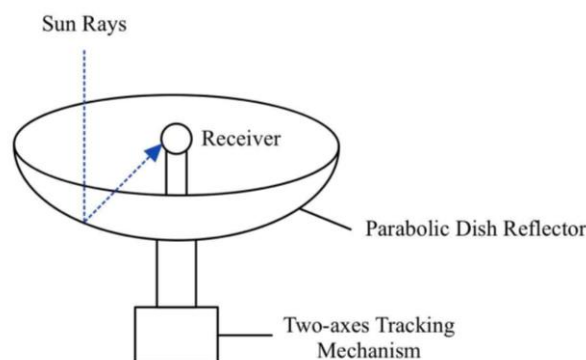 Sun Rays
Receiver
Parabolic Dish Reflector
Two-axes Tracking
Mechanism